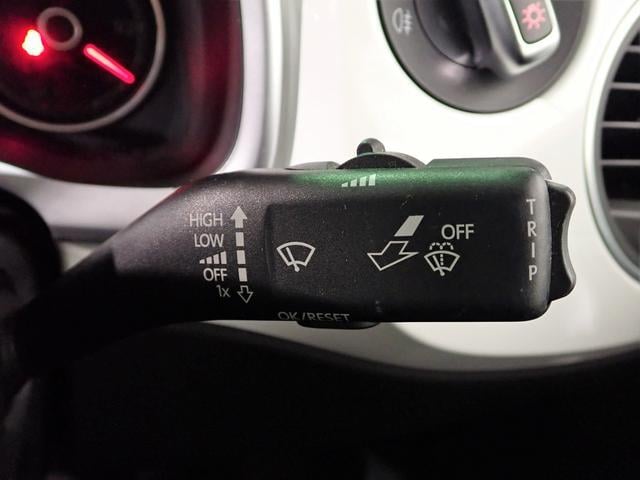 HIGH
LOW
OFF
1x
OFF
TRIP
OK/RESET